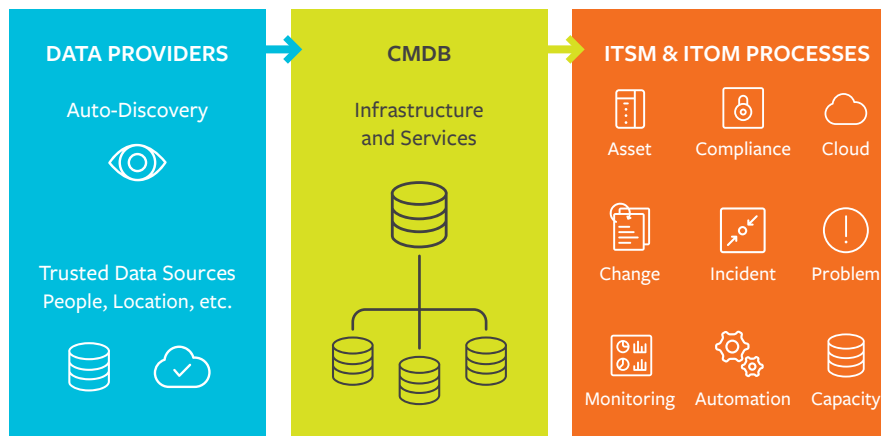 DATA PROVIDERS
Auto-Discovery
Trusted Data Sources
People, Location, etc.
CMDB
Infrastructure
and Services
ITSM & ITOM PROCESSES
Asset
Compliance
Cloud
Change
Incident
Problem
Monitoring
Automation
Capacity